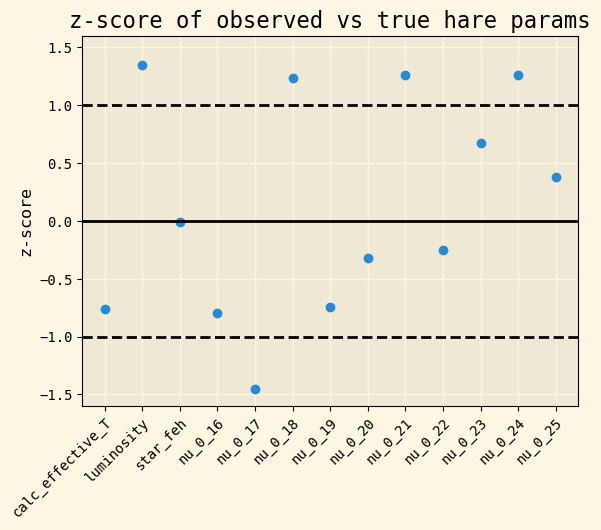 z-score of observed vs true hare params
z-score
1.5
1.0
0.5
0.0
−0.5
−1.0
−1.5
calc_effective_T
luminosity
star_feh
nu_0_16
nu_0_17
nu_0_18
nu_0_19
nu_0_20
nu_0_21
nu_0_22
nu_0_23
nu_0_24
nu_0_25